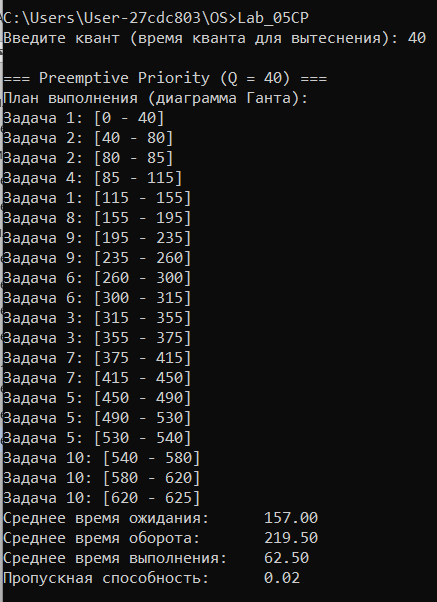 C:\Users\User-27cdc803\OS>Lab_05CP
Введите квант (время кванта для вытеснения): 40
=== Preemptive Priority (Q = 40) ===
План выполнения (диаграмма Ганта):
Задача 1: [0 - 40]
Задача 2: [40 - 80]
Задача 2: [80 - 85]
Задача 4: [85 - 115]
Задача 1: [115 - 155]
Задача 8: [155 - 195]
Задача 9: [195 - 235]
Задача 9: [235 - 260]
Задача 6: [260 - 300]
Задача 6: [300 - 315]
Задача 3: [315 - 355]
Задача 3: [355 - 375]
Задача 7: [375 - 415]
Задача 7: [415 - 450]
Задача 5: [450 - 490]
Задача 5: [490 - 530]
Задача 5: [530 - 540]
Задача 10: [540 - 580]
Задача 10: [580 - 620]
Задача 10: [620 - 625]
Среднее время ожидания: 157.00
Среднее время оборота: 219.50
Среднее время выполнения: 62.50
Пропускная способность: 0.02